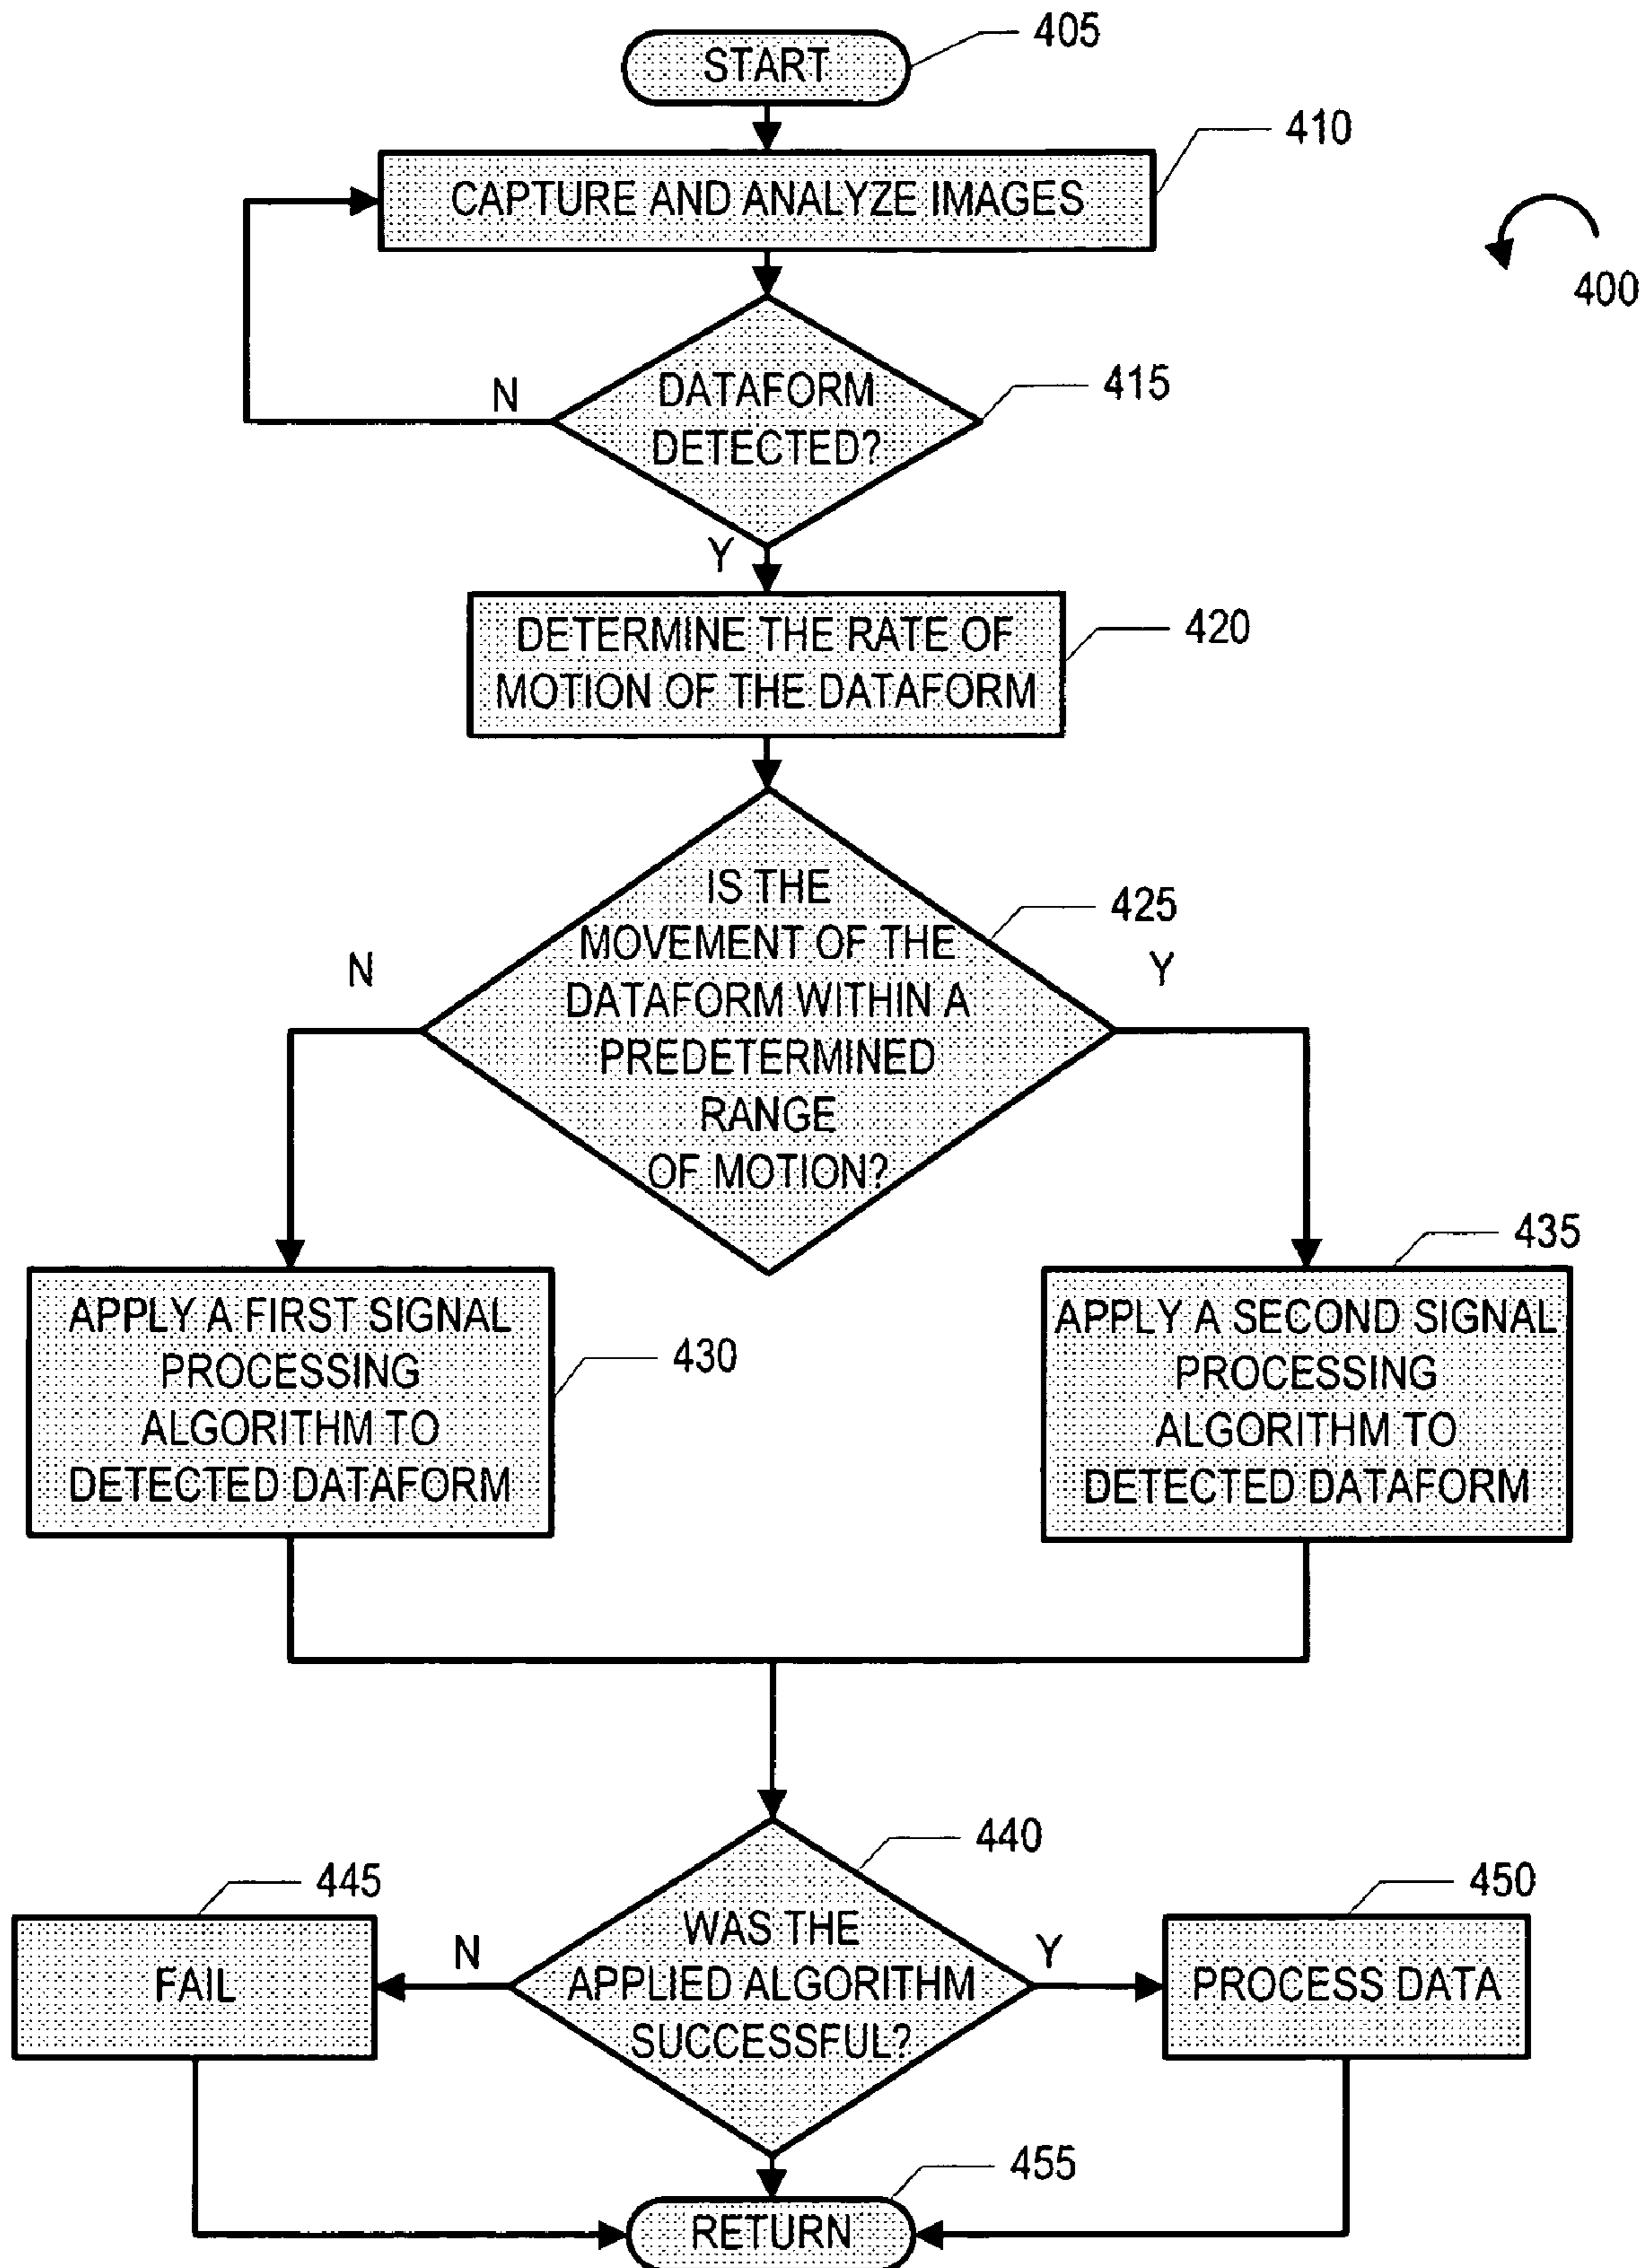 START
405
410
CAPTURE AND ANALYZE IMAGES
400
N
DATAFORM
DETECTED?
415
Y
DETERMINE THE RATE OF
MOTION OF THE DATAFORM
420
IS THE
MOVEMENT OF THE
DATAFORM WITHIN A
PREDETERMINED
RANGE
OF MOTION?
425
N
Y
APPLY A FIRST SIGNAL
PROCESSING
ALGORITHM TO
DETECTED DATAFORM
430
435
APPLY A SECOND SIGNAL
PROCESSING
ALGORITHM TO
DETECTED DATAFORM
440
WAS THE
APPLIED ALGORITHM
SUCCESSFUL?
N
Y
445
FAIL
450
PROCESS DATA
455
RETURN